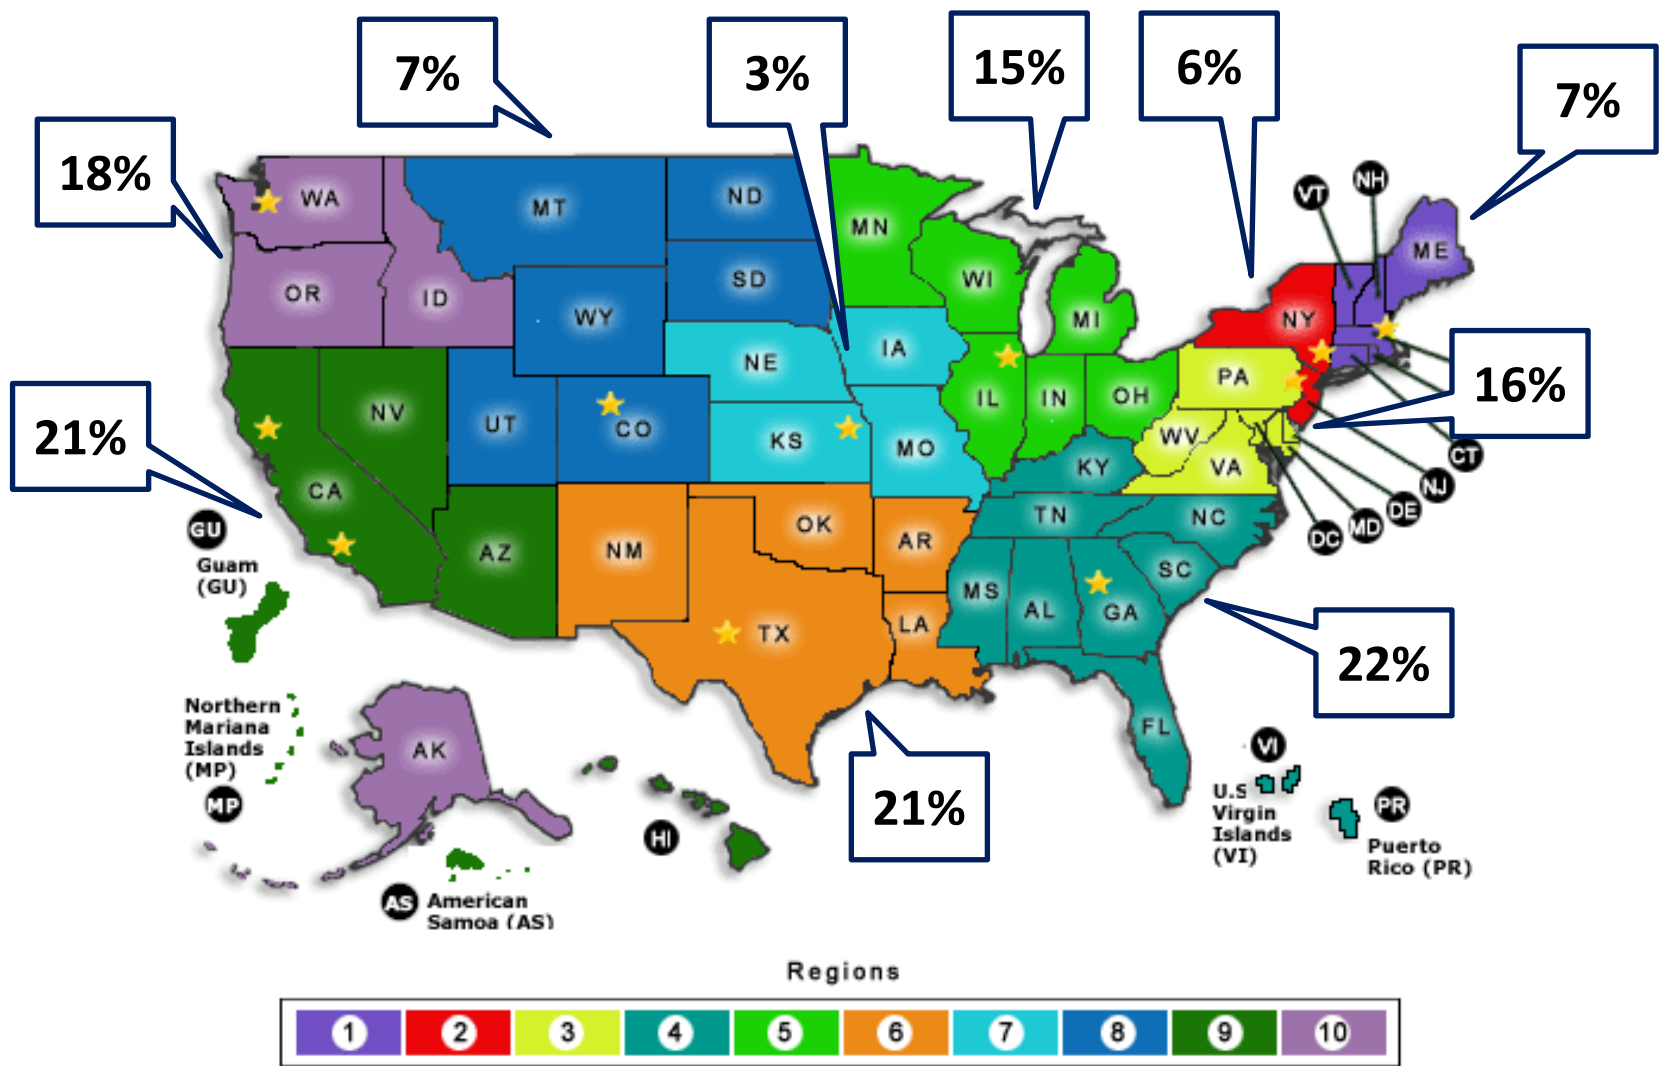 7%
3%
15%
6%
7%
18%
WA
MT
ND
MN
VT
NH
ME
OR
ID
SD
WI
WY
MI
NY
NE
IA
PA
16%
21%
NV
UT
CO
KS
MO
IL
IN
OH
WV
VA
KY
CT
NJ
DE
MD
DC
CA
AZ
NM
OK
AR
TN
NC
SC
MS
AL
GA
LA
TX
FL
22%
21%
GU
Guam
(GU)
Northern
Mariana
Islands
(MP)
MP
AK
HI
AS
American
Samoa (AS)
VI
U.S
Virgin
Islands
(VI)
PR
Puerto
Rico (PR)
Regions
1 2 3 4 5 6 7 8 9 10